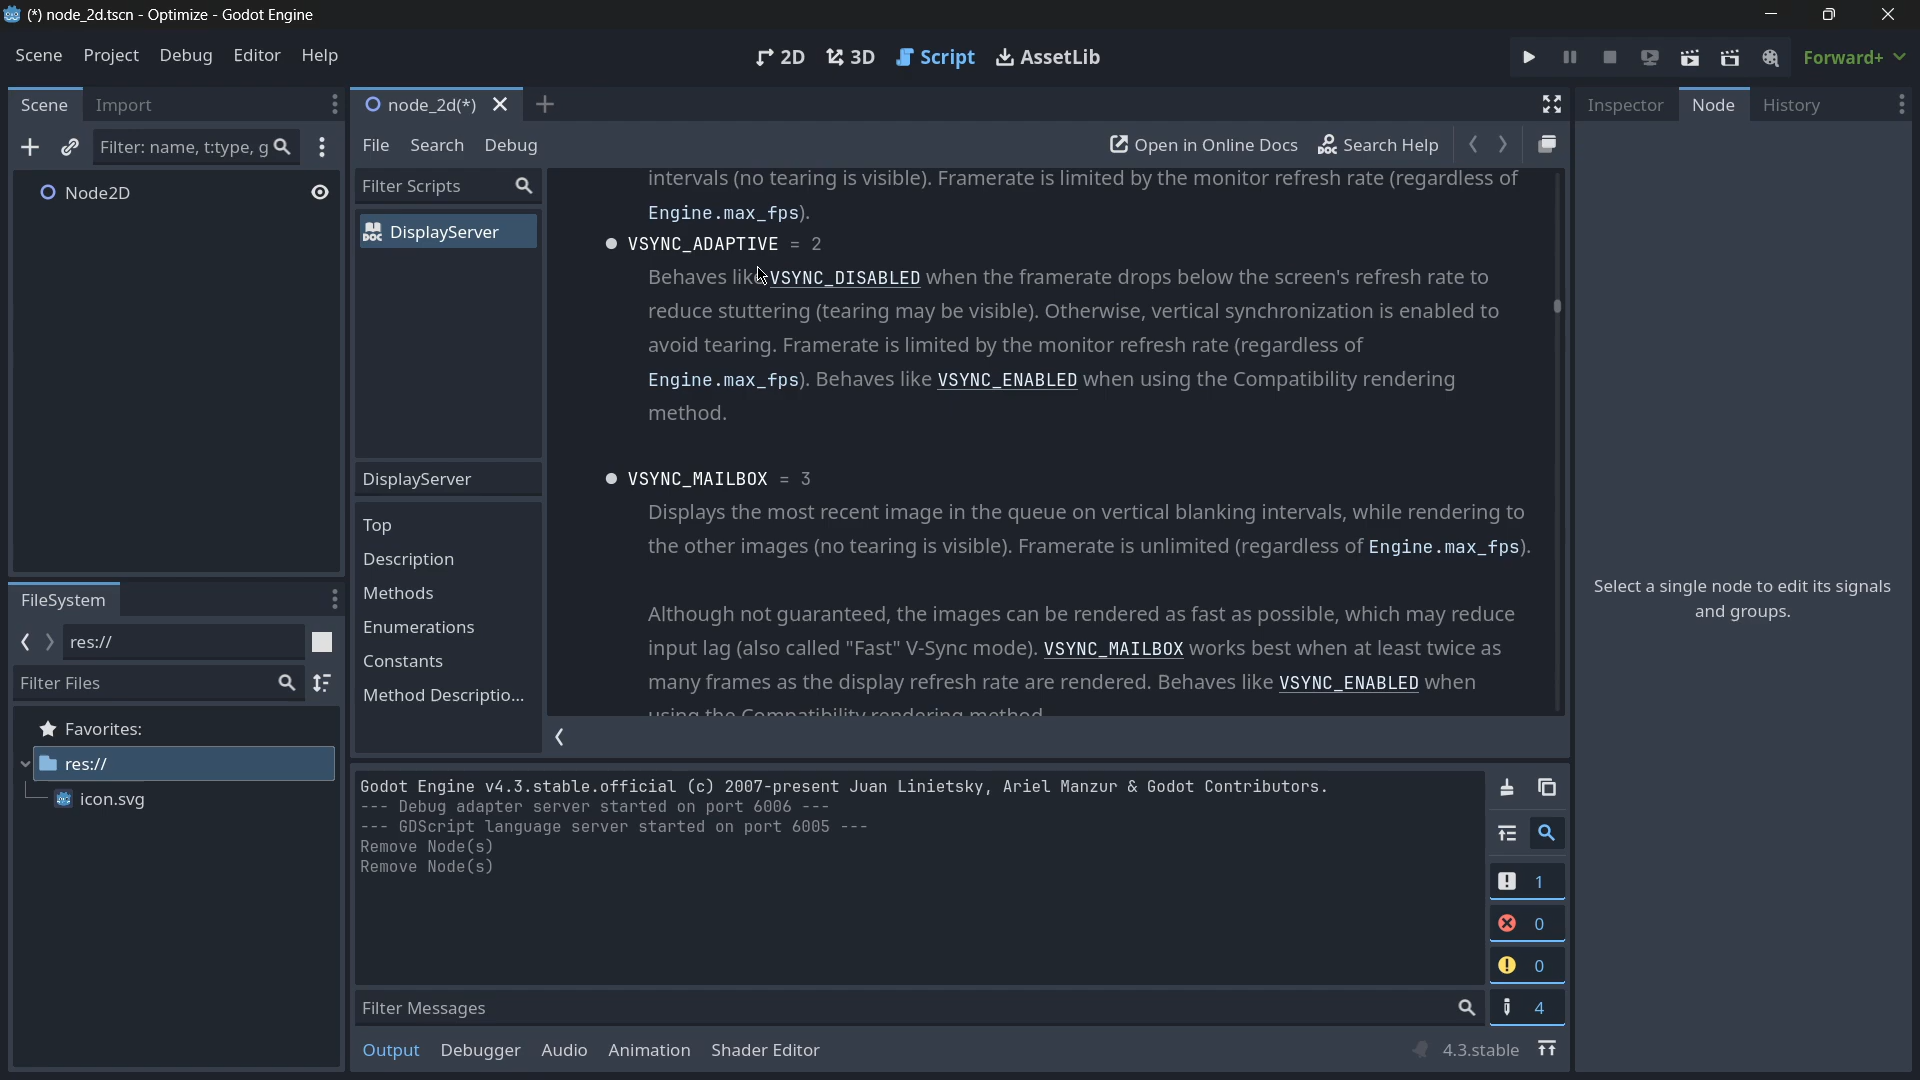 (*) node_2d.tscn - Optimize - Godot Engine
Scene Project Debug Editor Help
2D 3D Script AssetLib
Forward+
Scene Import
node_2d(*)
Inspector Node History
Filter: name, t:type, g
File Search Debug
Open in Online Docs Search Help
Node2D
Filter Scripts
DisplayServer
DisplayServer
Top
Description
Methods
Enumerations
Constants
Method Descriptio...
intervals (no tearing is visible). Framerate is limited by the monitor refresh rate (regardless of
Engine.max_fps).
VSYNC_ADAPTIVE = 2
Behaves like VSYNC_DISABLED when the framerate drops below the screen's refresh rate to
reduce stuttering (tearing may be visible). Otherwise, vertical synchronization is enabled to
avoid tearing. Framerate is limited by the monitor refresh rate (regardless of
Engine.max_fps). Behaves like VSYNC_ENABLED when using the Compatibility rendering
method.
VSYNC_MAILBOX = 3
Displays the most recent image in the queue on vertical blanking intervals, while rendering to
the other images (no tearing is visible). Framerate is unlimited (regardless of Engine.max_fps).
Although not guaranteed, the images can be rendered as fast as possible, which may reduce
input lag (also called "Fast" V-Sync mode). VSYNC_MAILBOX works best when at least twice as
many frames as the display refresh rate are rendered. Behaves like VSYNC_ENABLED when
using the Compatibility rendering method.
Select a single node to edit its signals
and groups.
FileSystem
res://
Filter Files
Favorites:
res://
icon.svg
Godot Engine v4.3.stable.official (c) 2007-present Juan Linietsky, Ariel Manzur & Godot Contributors.
--- Debug adapter server started on port 6006 ---
--- GDScript language server started on port 6005 ---
Remove Node(s)
Remove Node(s)
1
0
0
4
Filter Messages
Output Debugger Audio Animation Shader Editor
4.3.stable